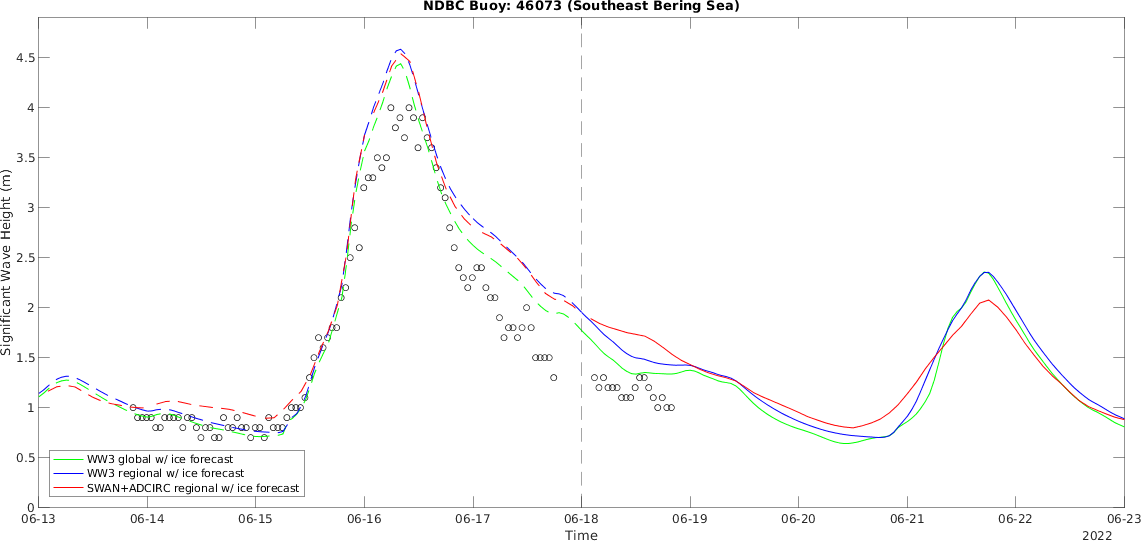 NDBC Buoy: 46073 (Southeast Bering Sea)
Significant Wave Height (m)
4.5
4
3.5
3
2.5
2
1.5
1
0.5
0
WW3 global w/ ice forecast
WW3 regional w/ ice forecast
SWAN+ADCIRC regional w/ ice forecast
06-13 06-14 06-15 06-16 06-17 06-18 06-19 06-20 06-21 06-22 06-23
Time
2022